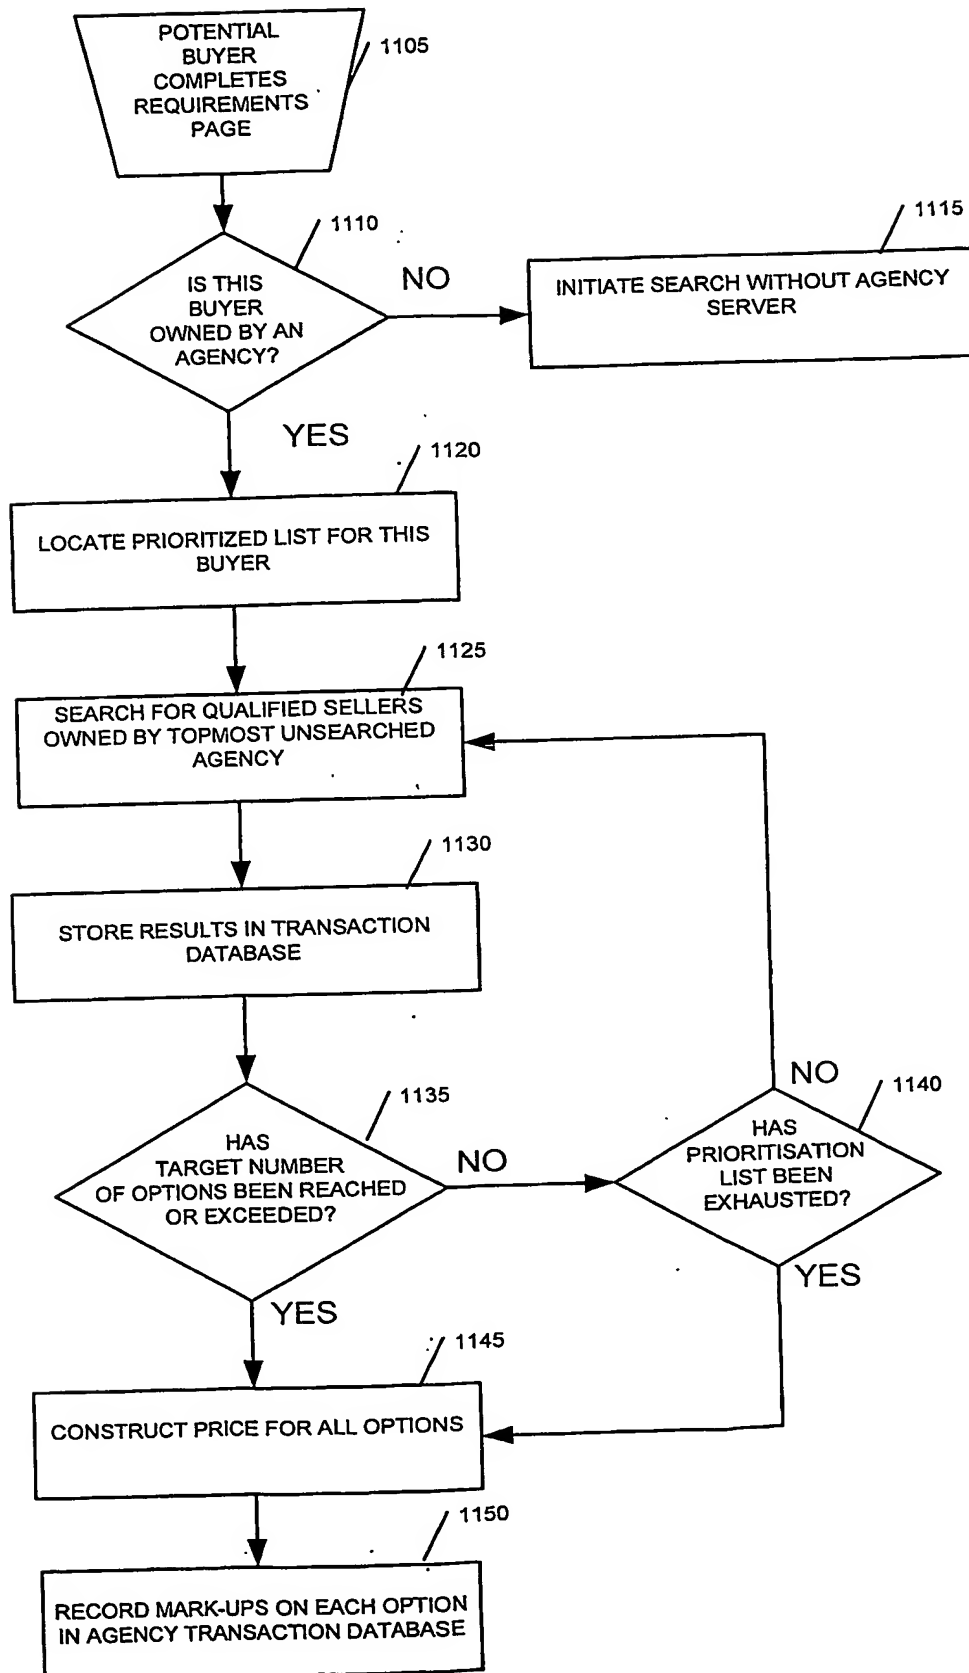 POTENTIAL
BUYER
COMPLETES
REQUIREMENTS
PAGE
1105
1110
IS THIS
BUYER
OWNED BY AN
AGENCY?
NO
1115
INITIATE SEARCH WITHOUT AGENCY
SERVER
YES
1120
LOCATE PRIORITIZED LIST FOR THIS
BUYER
1125
SEARCH FOR QUALIFIED SELLERS
OWNED BY TOPMOST UNSEARCHED
AGENCY
1130
STORE RESULTS IN TRANSACTION
DATABASE
1135
HAS
TARGET NUMBER
OF OPTIONS BEEN REACHED
OR EXCEEDED?
NO
NO
1140
HAS
PRIORITISATION
LIST BEEN
EXHAUSTED?
YES
YES
1145
CONSTRUCT PRICE FOR ALL OPTIONS
1150
RECORD MARK-UPS ON EACH OPTION
IN AGENCY TRANSACTION DATABASE